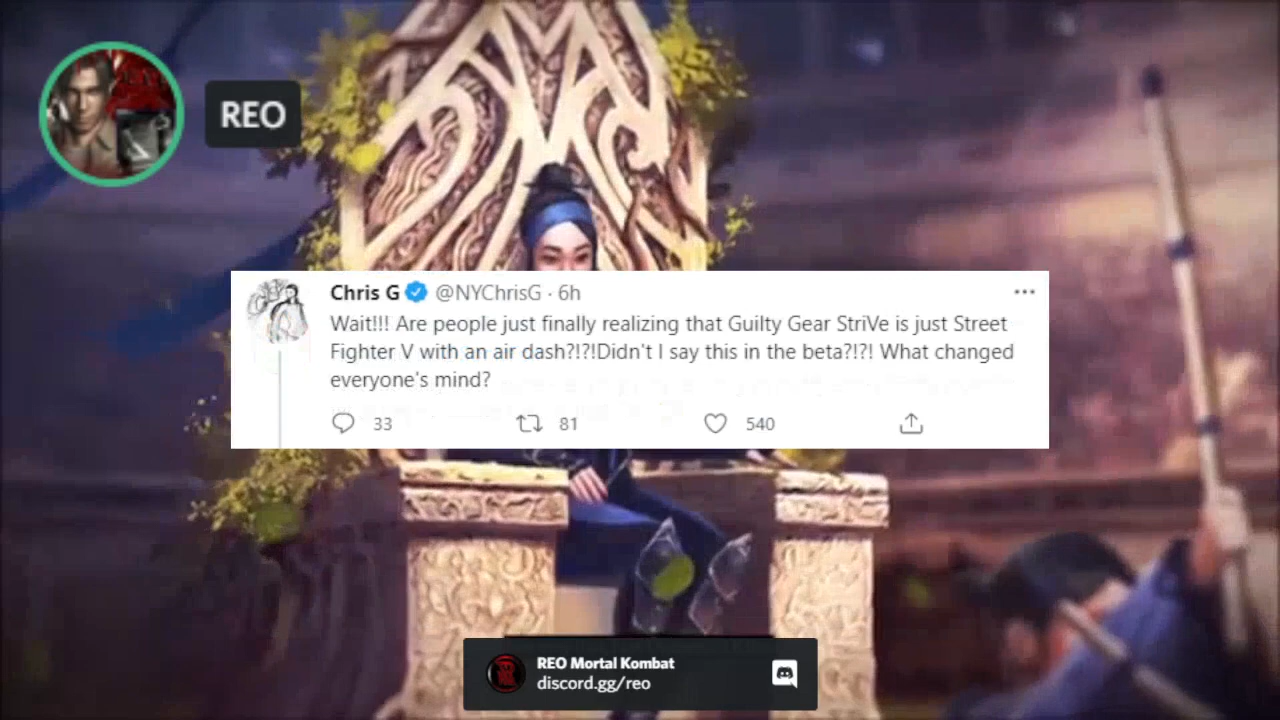 REO
Chris G @NYChrisG · 6h
Wait!!! Are people just finally realizing that Guilty Gear StriVe is just Street
Fighter V with an air dash?!?!Didn't I say this in the beta?!?! What changed
everyone's mind?
33 81 540
REO Mortal Kombat
discord.gg/reo